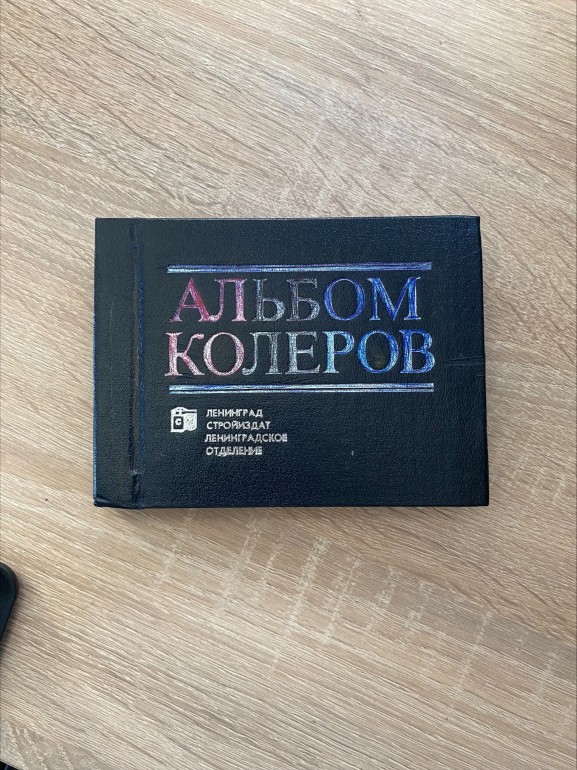 АЛЬБОМ
КОЛЕРОВ
С
ЛЕНИНГРАД
СТРОЙИЗДАТ
ЛЕНИНГРАДСКОЕ
ОТДЕЛЕНИЕ